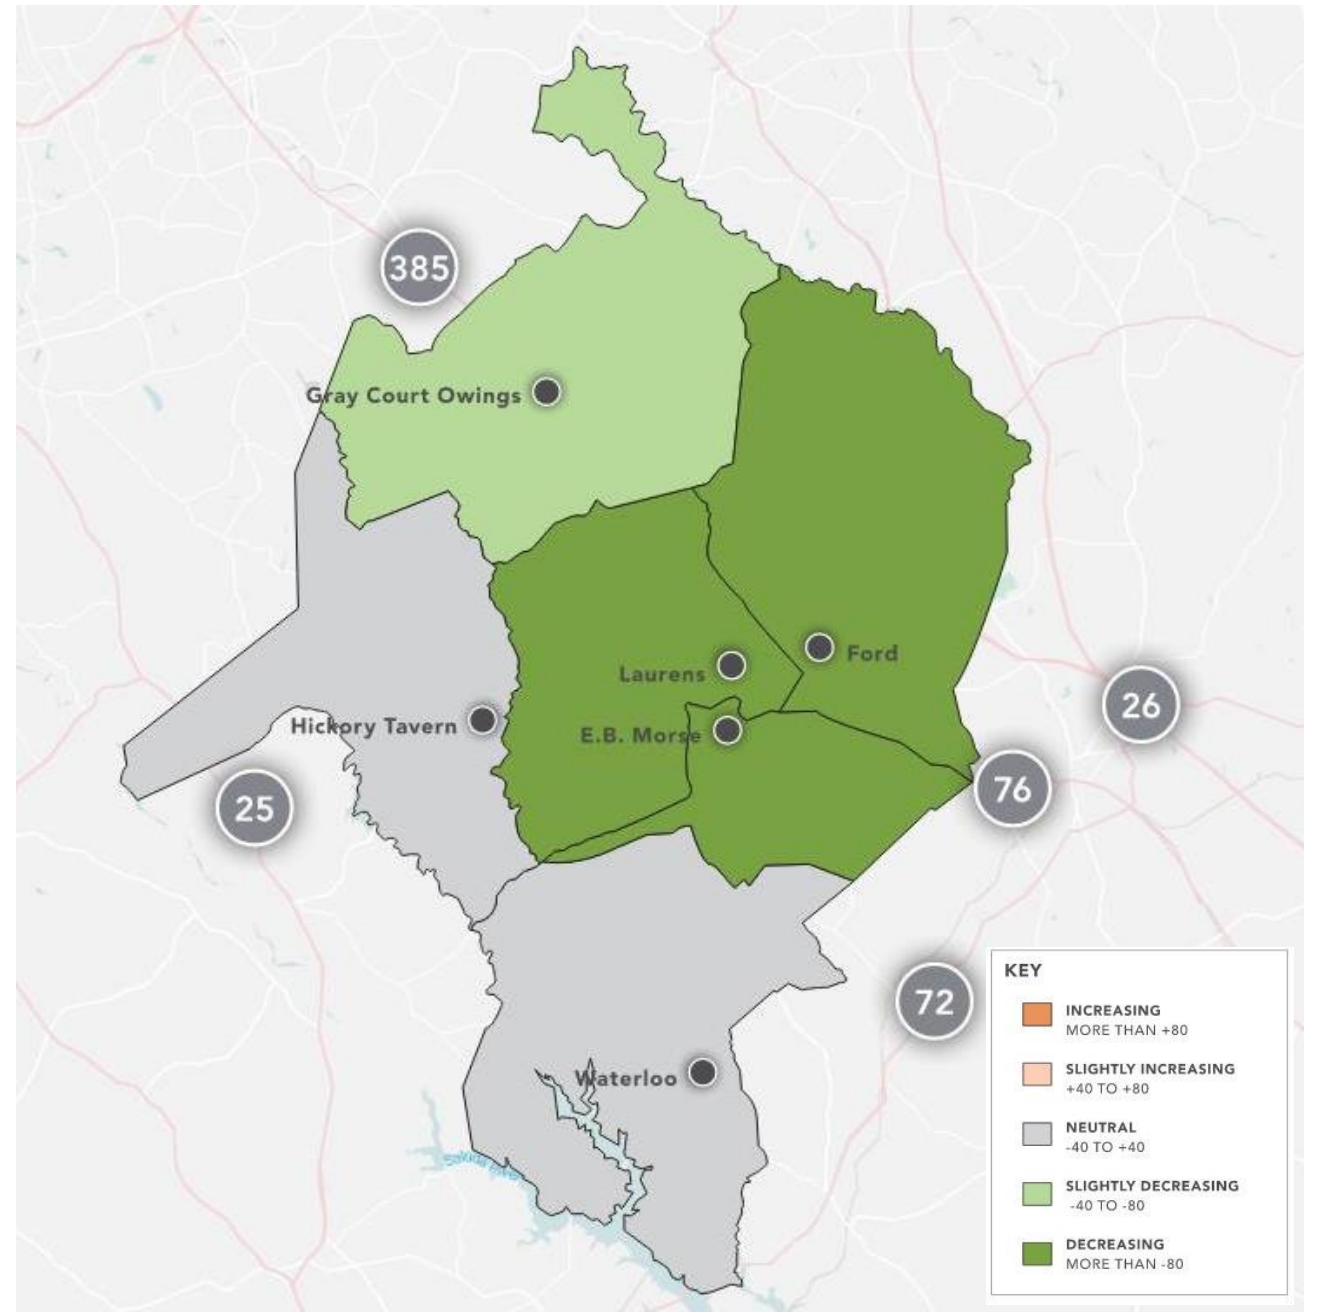 385
Gray Court Owings
Ford
Laurens
26
Hickory Tavern
E.B. Morse
76
25
72
Waterloo
KEY
INCREASING
MORE THAN +80
SLIGHTLY INCREASING
+40 TO +80
NEUTRAL
-40 TO +40
SLIGHTLY DECREASING
-40 TO -80
DECREASING
MORE THAN -80